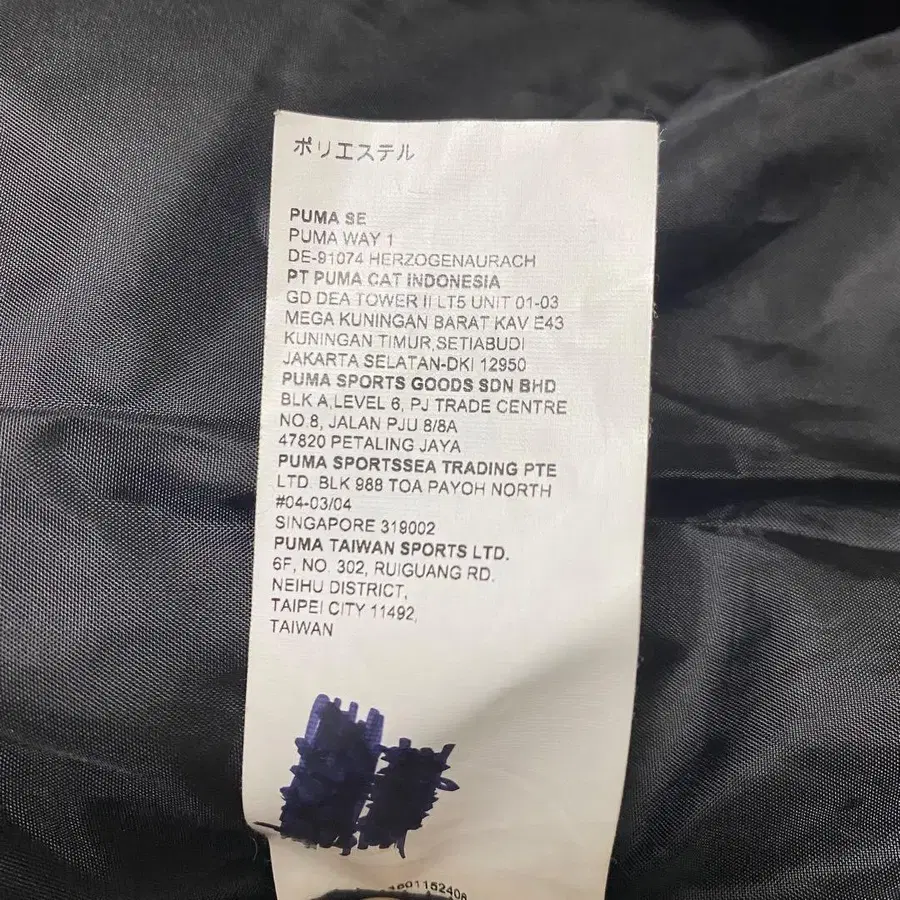 ポリエステル
PUMA SE
PUMA WAY 1
DE-91074 HERZOGENAURACH
PT PUMA CAT INDONESIA
GD DEA TOWER II LT5 UNIT 01-03
MEGA KUNINGAN BARAT KAV E43
KUNINGAN TIMUR,SETIABUDI
JAKARTA SELATAN-DKI 12950
PUMA SPORTS GOODS SDN BHD
BLK A,LEVEL 6, PJ TRADE CENTRE
NO.8, JALAN PJU 8/8A
47820 PETALING JAYA
PUMA SPORTSSEA TRADING PTE
LTD. BLK 988 TOA PAYOH NORTH
#04-03/04
SINGAPORE 319002
PUMA TAIWAN SPORTS LTD.
6F, NO. 302, RUIGUANG RD.
NEIHU DISTRICT,
TAIPEI CITY 11492,
TAIWAN